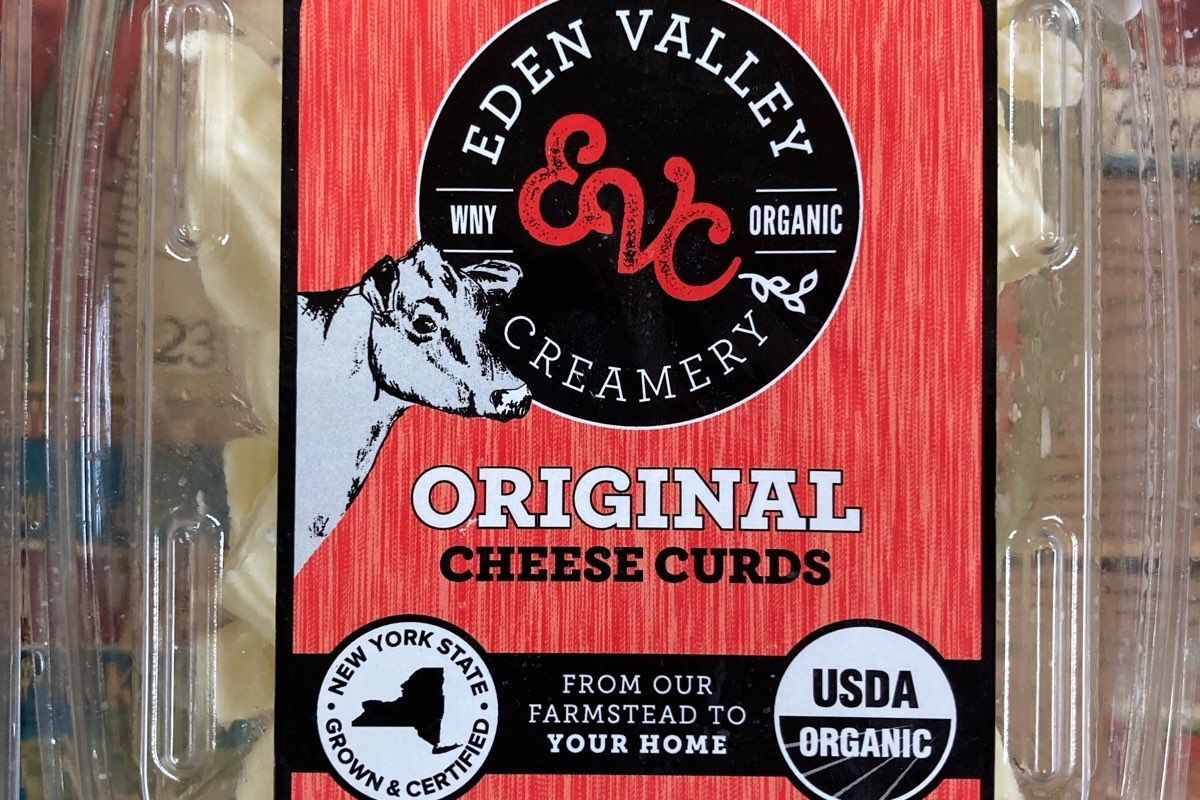 EDEN VALLEY
EVC
WNY
ORGANIC
CREAMERY
ORIGINAL
CHEESE CURDS
NEW YORK STATE
GROWN & CERTIFIED
FROM OUR
FARMSTEAD TO
YOUR HOME
USDA
ORGANIC
23